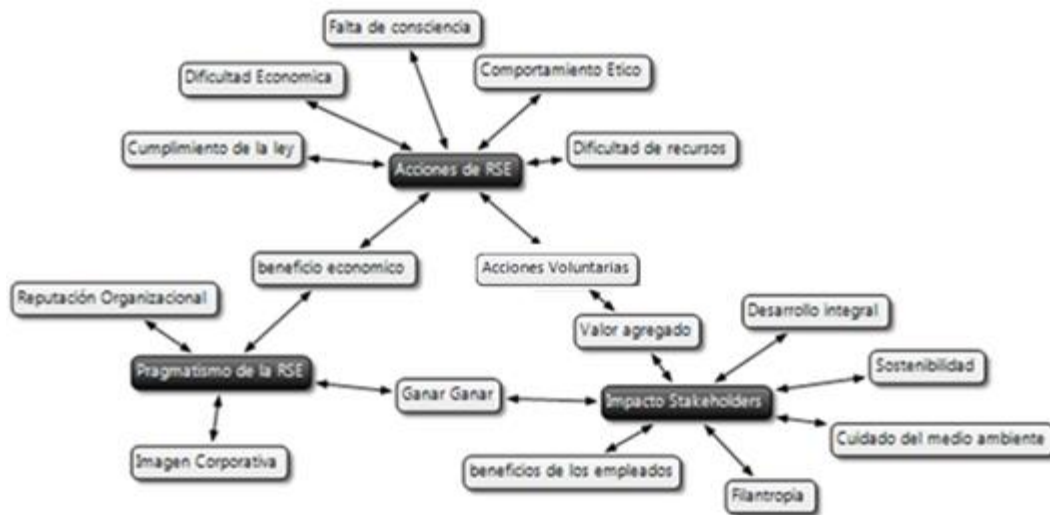 Falta de consciencia
Dificultad Economica
Comportamiento Etico
Cumplimiento de la ley
Dificultad de recursos
Acciones de RSE
beneficio economico
Acciones Voluntarias
Reputación Organizacional
Desarrollo integral
Valor agregado
Pragmatismo de la RSE
Sostenibilidad
Ganar Ganar
Impacto Stakeholders
Cuidado del medio ambiente
Imagen Corporativa
beneficios de los empleados
Filantropia